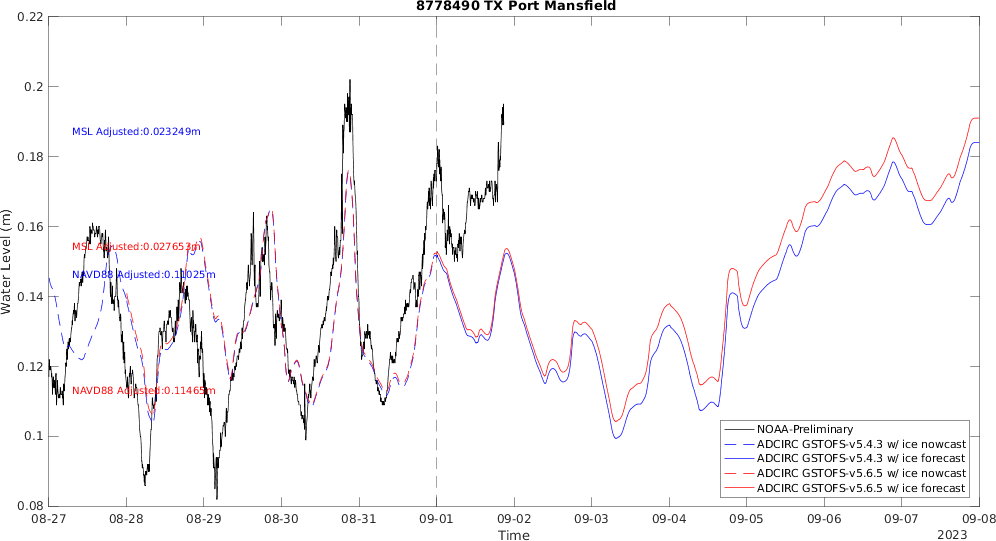 8778490 TX Port Mansfield
Water Level (m)
0.22
0.2
0.18
0.16
0.14
0.12
0.1
0.08
MSL Adjusted:0.023249m
MSL Adjusted:0.027653m
NAVD88 Adjusted:0.11025m
NAVD88 Adjusted:0.11465m
NOAA-Preliminary
ADCIRC GSTOFS-v5.4.3 w/ ice nowcast
ADCIRC GSTOFS-v5.4.3 w/ ice forecast
ADCIRC GSTOFS-v5.6.5 w/ ice nowcast
ADCIRC GSTOFS-v5.6.5 w/ ice forecast
08-27 08-28 08-29 08-30 08-31 09-01 09-02 09-03 09-04 09-05 09-06 09-07 09-08
Time
2023